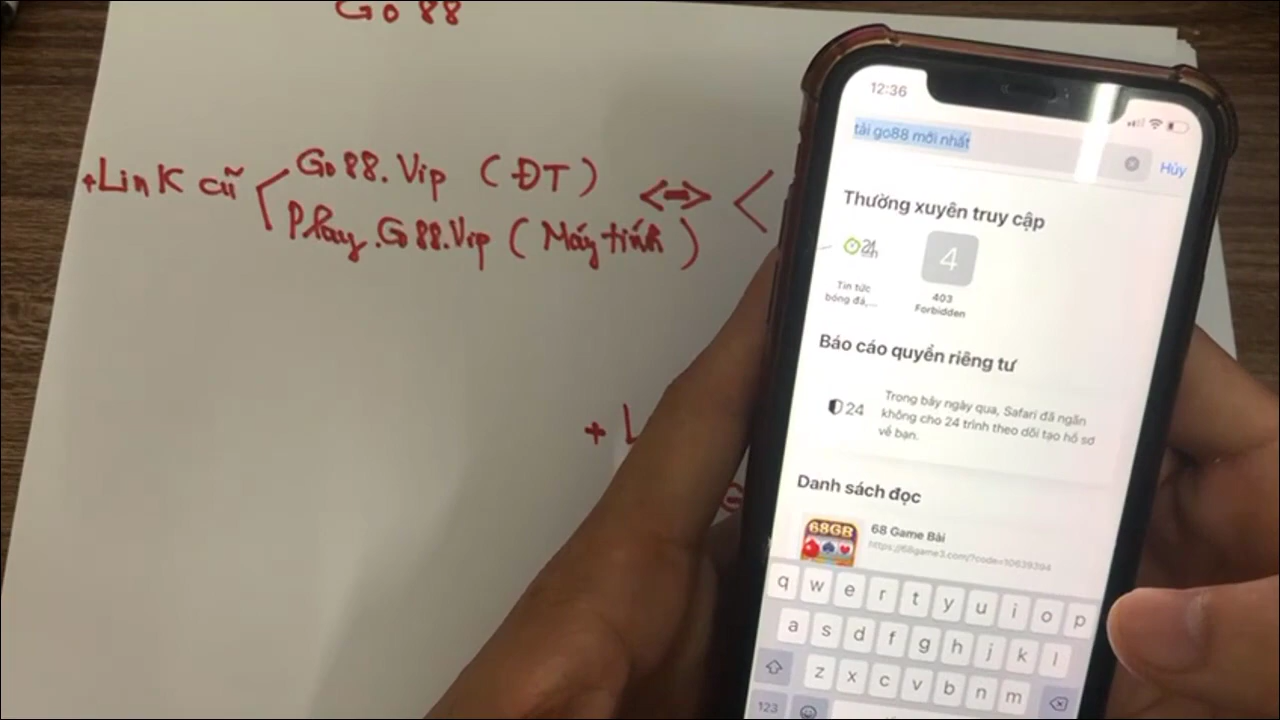 Go 88
+ Link cũ
Go88.Vip (ĐT)
Play.Go88.Vip (Máy tính)
+ L
12:36
tải go88 mới nhất
Hủy
Thường xuyên truy cập
24h
4
Tin tức
bóng đá,...
403
Forbidden
Báo cáo quyền riêng tư
24
Trong bảy ngày qua, Safari đã ngăn
không cho 24 trình theo dõi tạo hồ sơ
về bạn.
Danh sách đọc
68GB
68 Game Bài
https://68game3.com/?code=10639394
q w e r t y u i o p
a s d f g h j k l
z x c v b n m
123